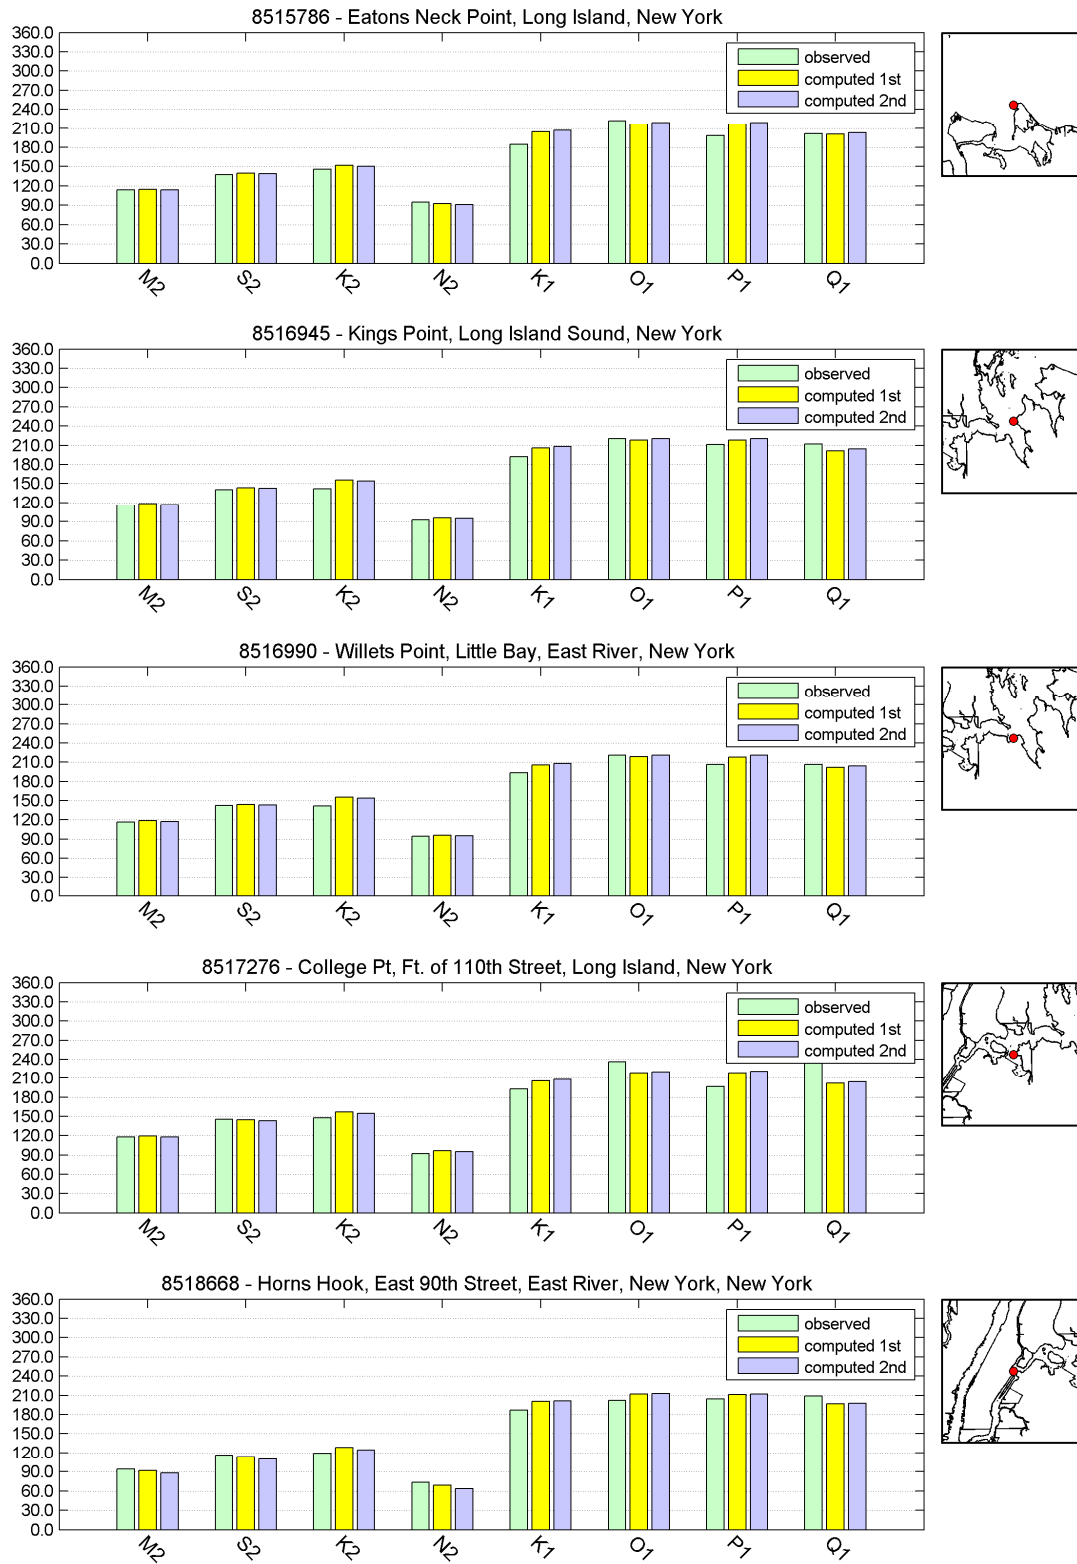 8515786 - Eatons Neck Point, Long Island, New York
360.0
330.0
300.0
270.0
240.0
210.0
180.0
150.0
120.0
90.0
60.0
30.0
0.0
observed
computed 1st
computed 2nd
M2 S2 K2 N2 K1 O1 P1 Q1
8516945 - Kings Point, Long Island Sound, New York
360.0
330.0
300.0
270.0
240.0
210.0
180.0
150.0
120.0
90.0
60.0
30.0
0.0
observed
computed 1st
computed 2nd
M2 S2 K2 N2 K1 O1 P1 Q1
8516990 - Willets Point, Little Bay, East River, New York
360.0
330.0
300.0
270.0
240.0
210.0
180.0
150.0
120.0
90.0
60.0
30.0
0.0
observed
computed 1st
computed 2nd
M2 S2 K2 N2 K1 O1 P1 Q1
8517276 - College Pt, Ft. of 110th Street, Long Island, New York
360.0
330.0
300.0
270.0
240.0
210.0
180.0
150.0
120.0
90.0
60.0
30.0
0.0
observed
computed 1st
computed 2nd
M2 S2 K2 N2 K1 O1 P1 Q1
8518668 - Horns Hook, East 90th Street, East River, New York, New York
360.0
330.0
300.0
270.0
240.0
210.0
180.0
150.0
120.0
90.0
60.0
30.0
0.0
observed
computed 1st
computed 2nd
M2 S2 K2 N2 K1 O1 P1 Q1